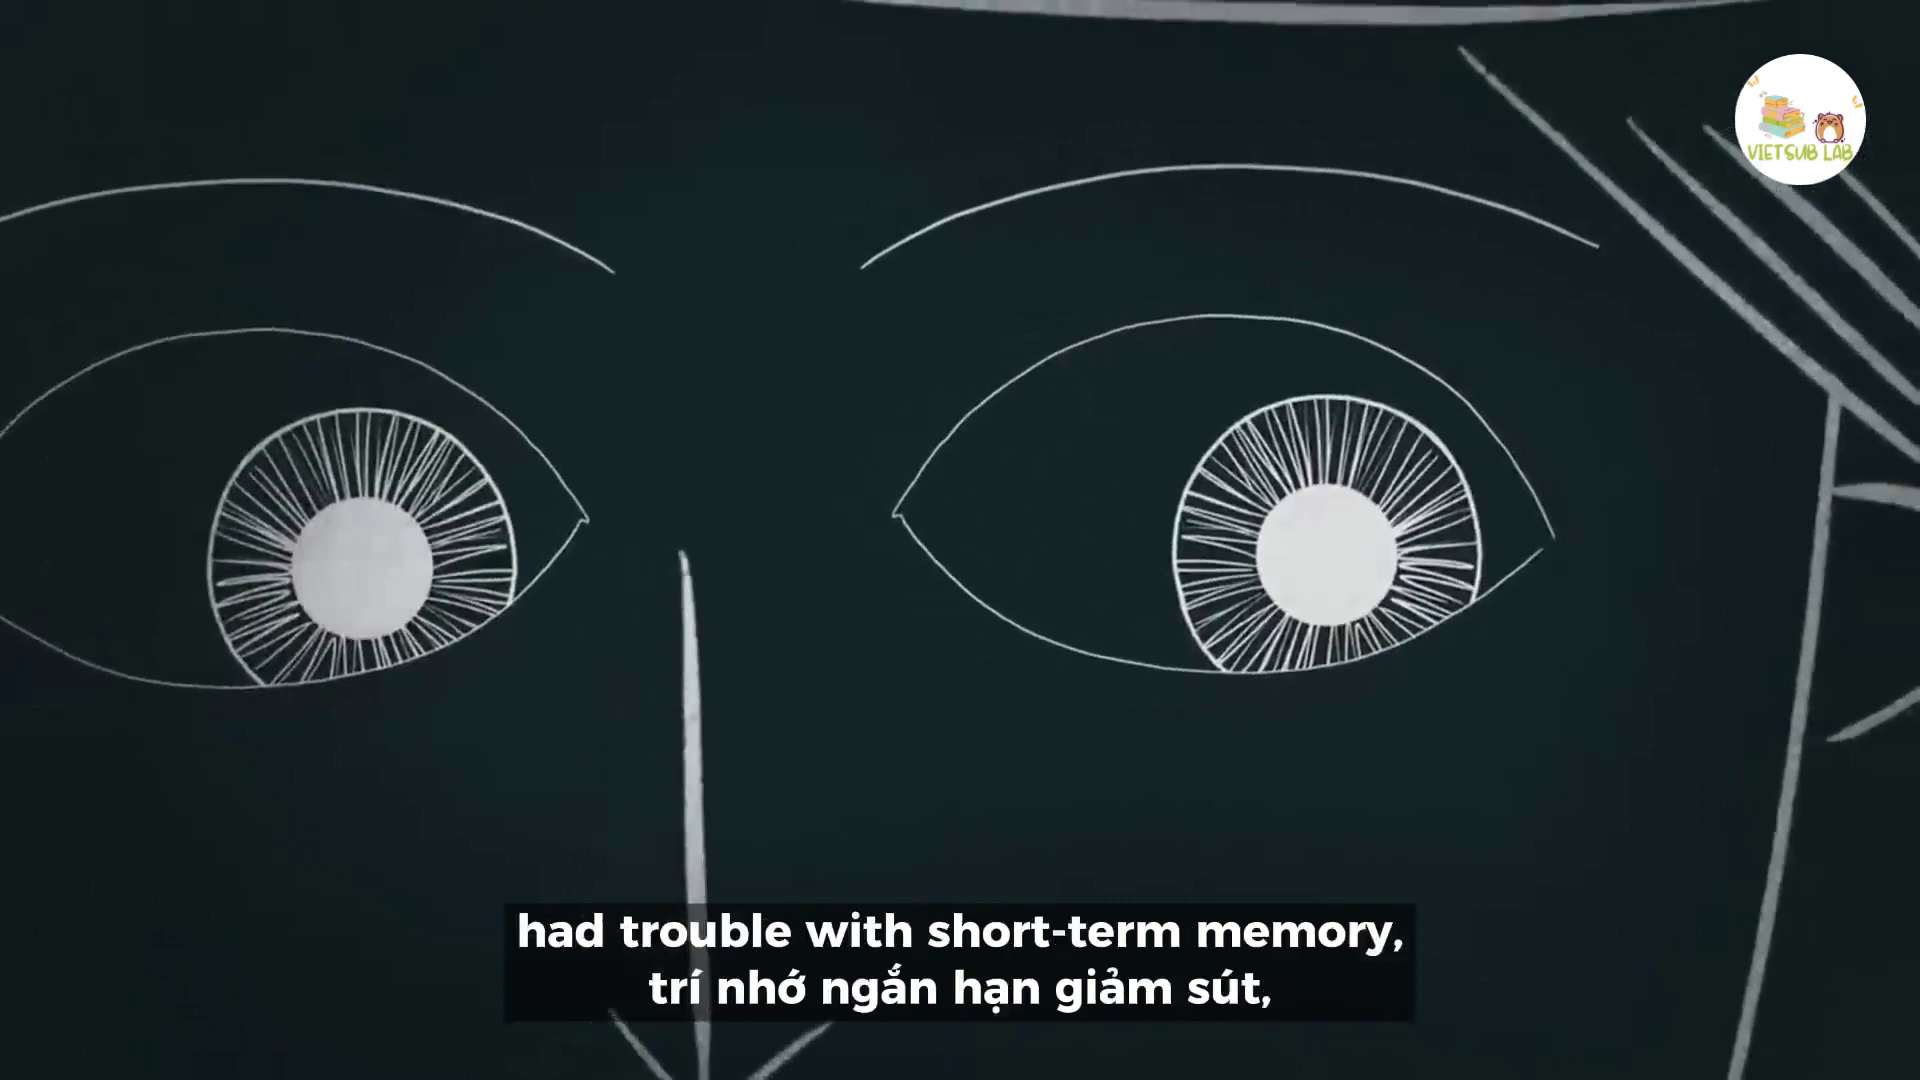 VIETSUB LAB
had trouble with short-term memory,
trí nhớ ngắn hạn giảm sút,